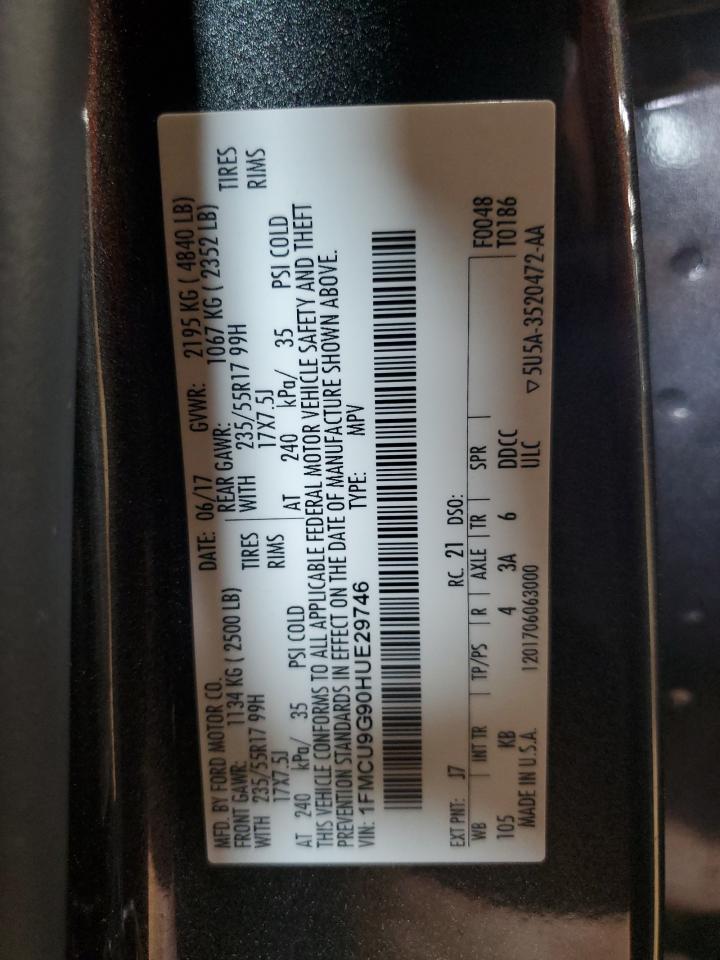 MFD. BY FORD MOTOR CO. DATE: 06/17 GVWR: 2195 KG ( 4840 LB)
FRONT GAWR: 1134 KG ( 2500 LB) REAR GAWR: 1067 KG ( 2352 LB)
WITH 235/55R17 99H TIRES WITH 235/55R17 99H TIRES
17X7.5J RIMS 17X7.5J RIMS
AT 240 kPa/ 35 PSI COLD AT 240 kPa/ 35 PSI COLD
THIS VEHICLE CONFORMS TO ALL APPLICABLE FEDERAL MOTOR VEHICLE SAFETY AND THEFT
PREVENTION STANDARDS IN EFFECT ON THE DATE OF MANUFACTURE SHOWN ABOVE.
VIN: 1FMCU9G90HUE29746 TYPE: MPV
EXT PNT: J7 RC: 21 DSO: F0048
WB INT TR TP/PS R AXLE TR SPR T0186
105 KB 4 3A 6 DDCC
MADE IN U.S.A. 1201706063000 ULC ▽5U5A-3520472-AA